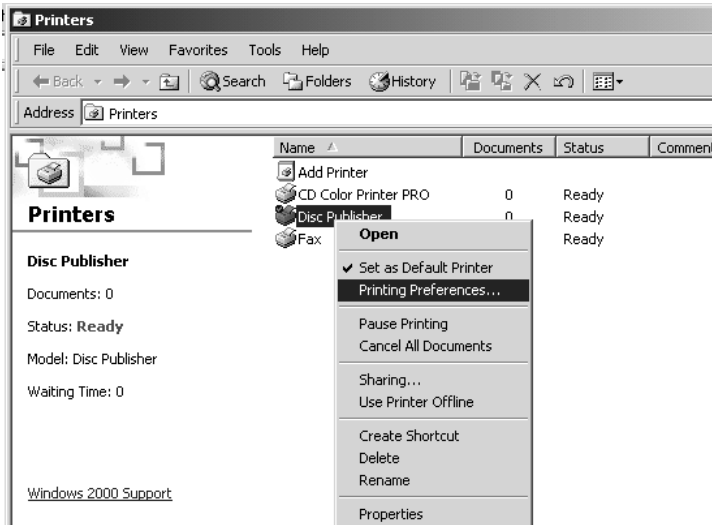 Printers
File Edit View Favorites Tools Help
Back Search Folders History
Address Printers
Name Documents Status Comment
Add Printer
CD Color Printer PRO 0 Ready
Disc Publisher 0 Ready
Fax Ready
Printers
Disc Publisher
Documents: 0
Status: Ready
Model: Disc Publisher
Waiting Time: 0
Windows 2000 Support
Open
Set as Default Printer
Printing Preferences...
Pause Printing
Cancel All Documents
Sharing...
Use Printer Offline
Create Shortcut
Delete
Rename
Properties